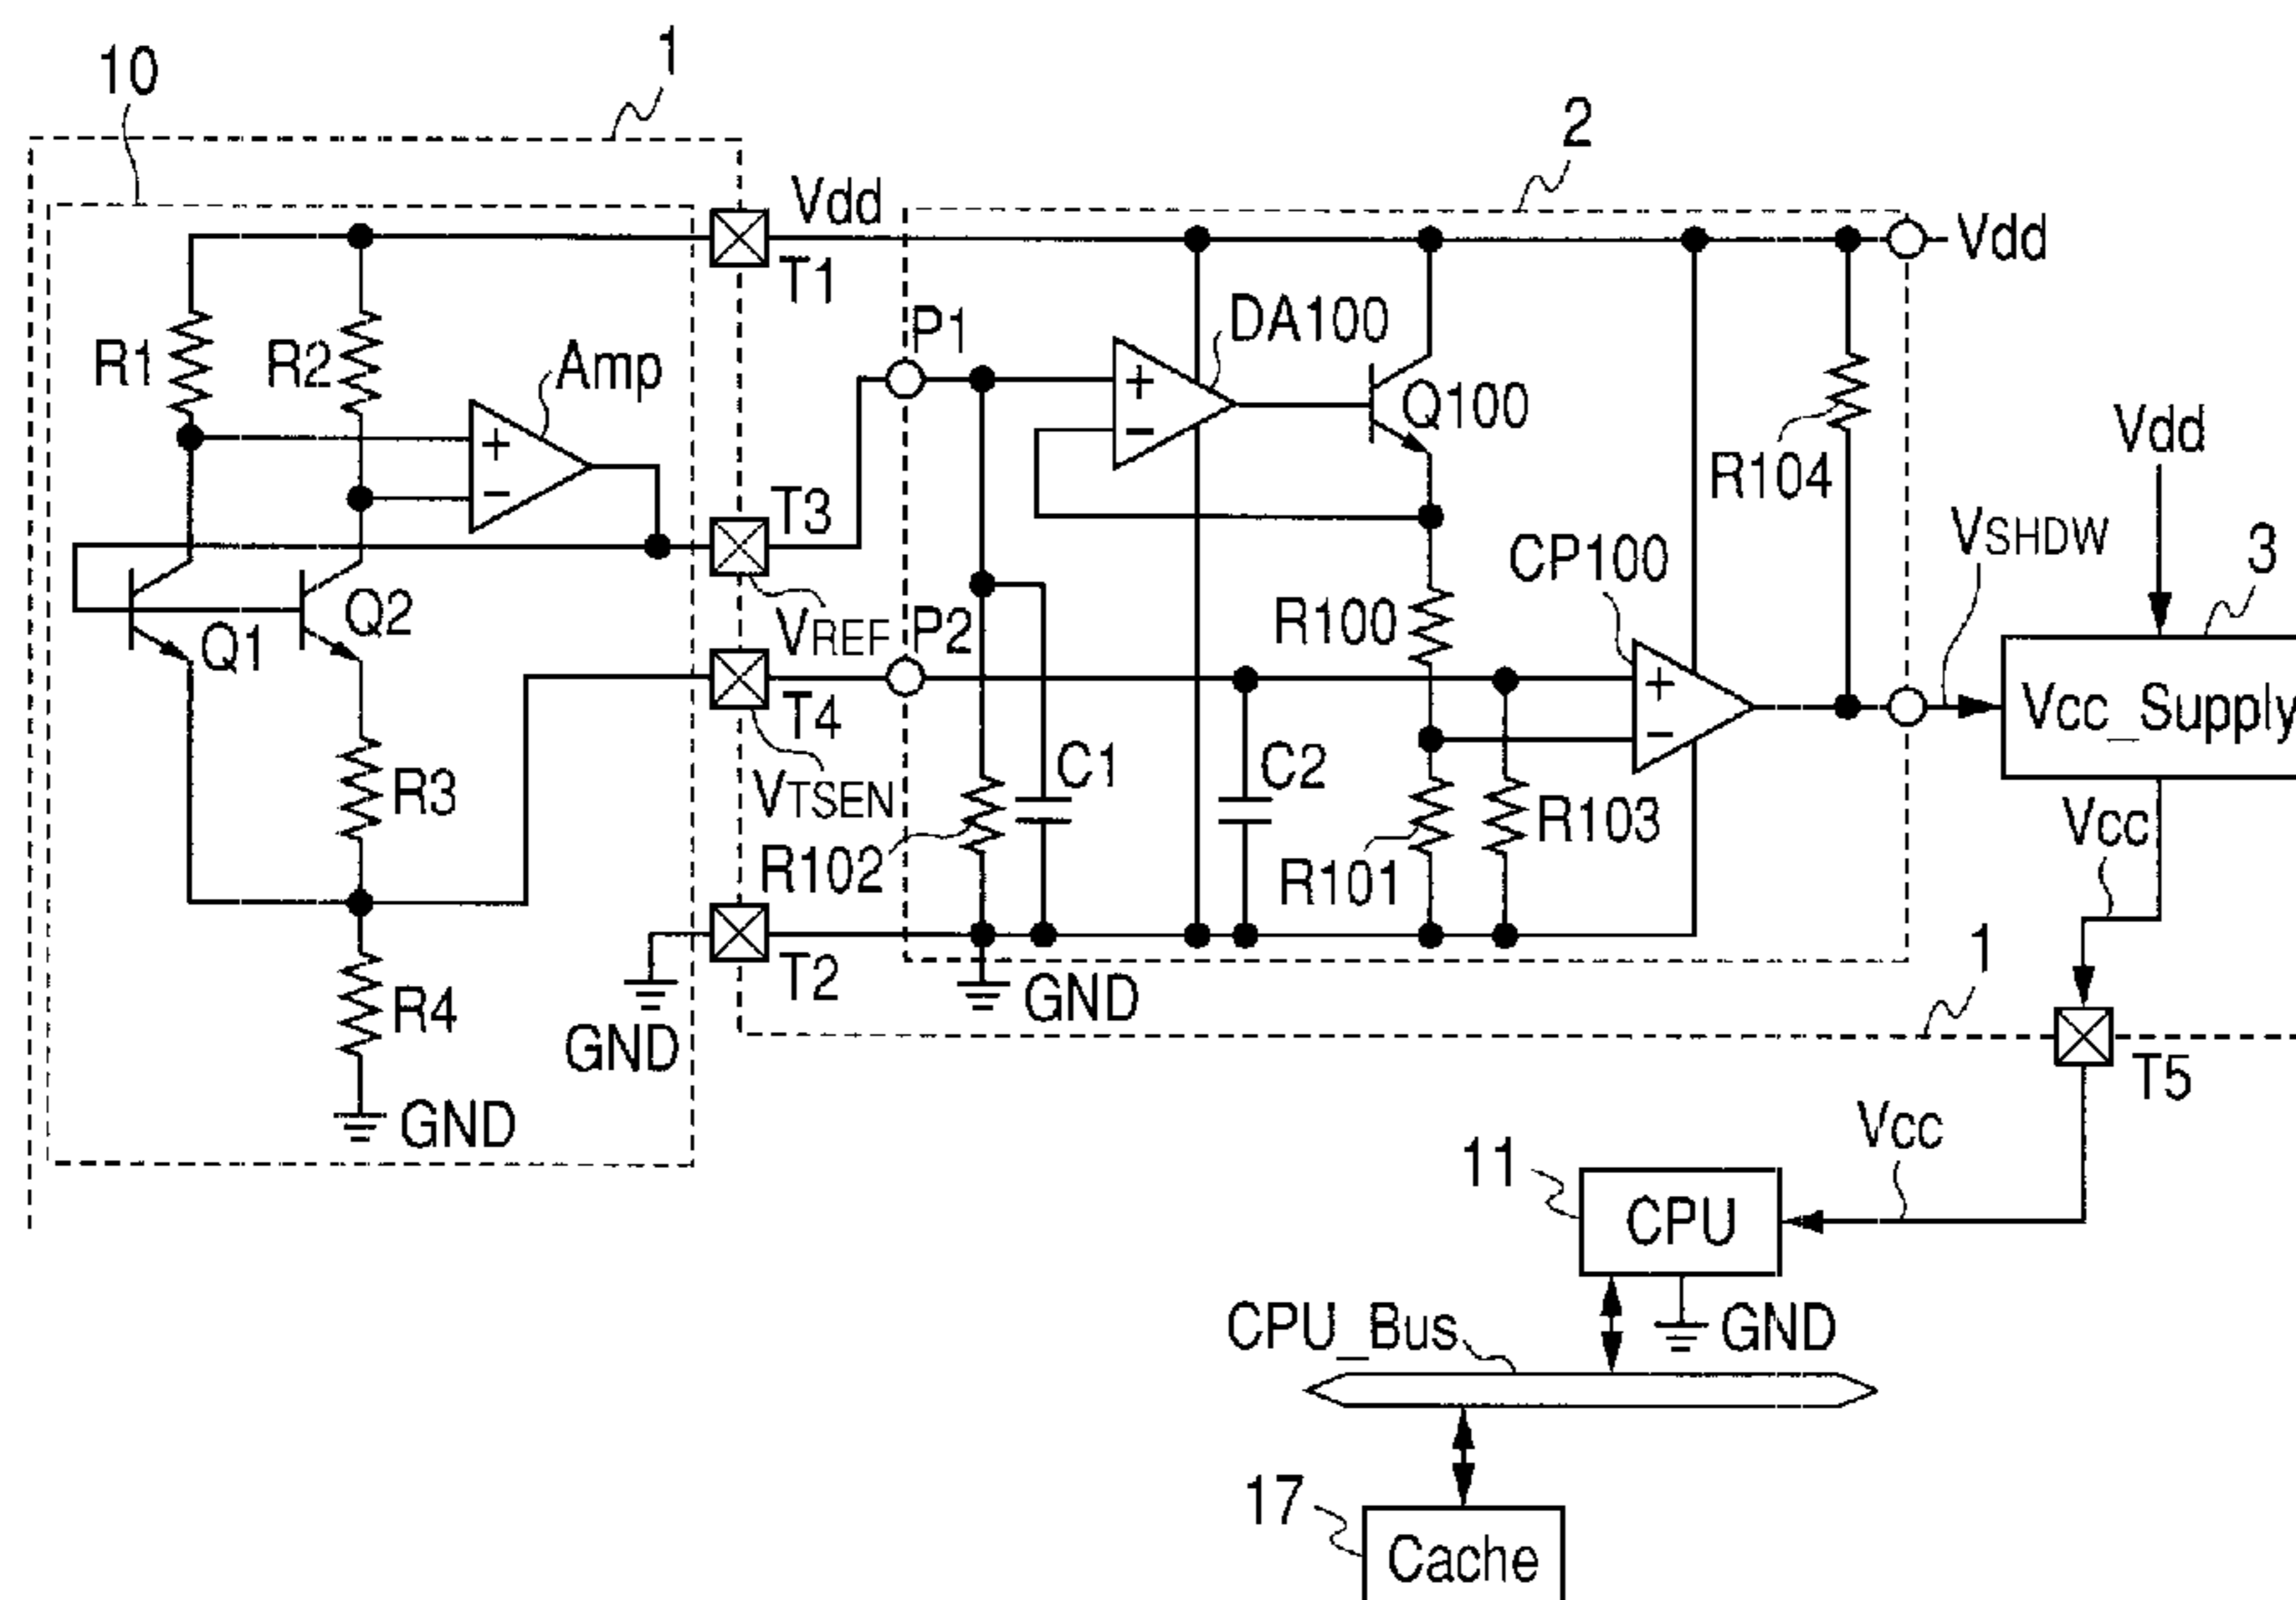 10
1
2
Vdd
T1
Vdd
P1
DA100
R1
R2
Amp
+
−
+
−
Q100
R104
Vdd
T3
VREF
VSHDW
3
CP100
Q1
Q2
P2
R100
T4
+
−
Vcc_Supply
VTSEN
C1
C2
R3
R102
R101
R103
Vcc
T2
1
R4
GND
GND
GND
T5
Vcc
11
CPU
CPU_Bus
GND
17
Cache